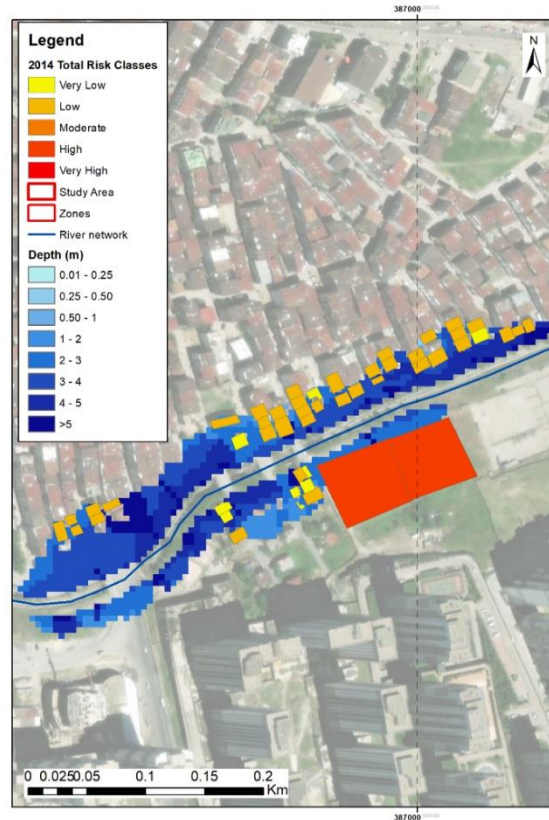 387000
Legend
2014 Total Risk Classes
Very Low
Low
Moderate
High
Very High
Study Area
Zones
River network
Depth (m)
0.01 - 0.25
0.25 - 0.50
0.50 - 1
1 - 2
2 - 3
3 - 4
4 - 5
>5
N
0 0.0250.05 0.1 0.15 0.2
Km
387000